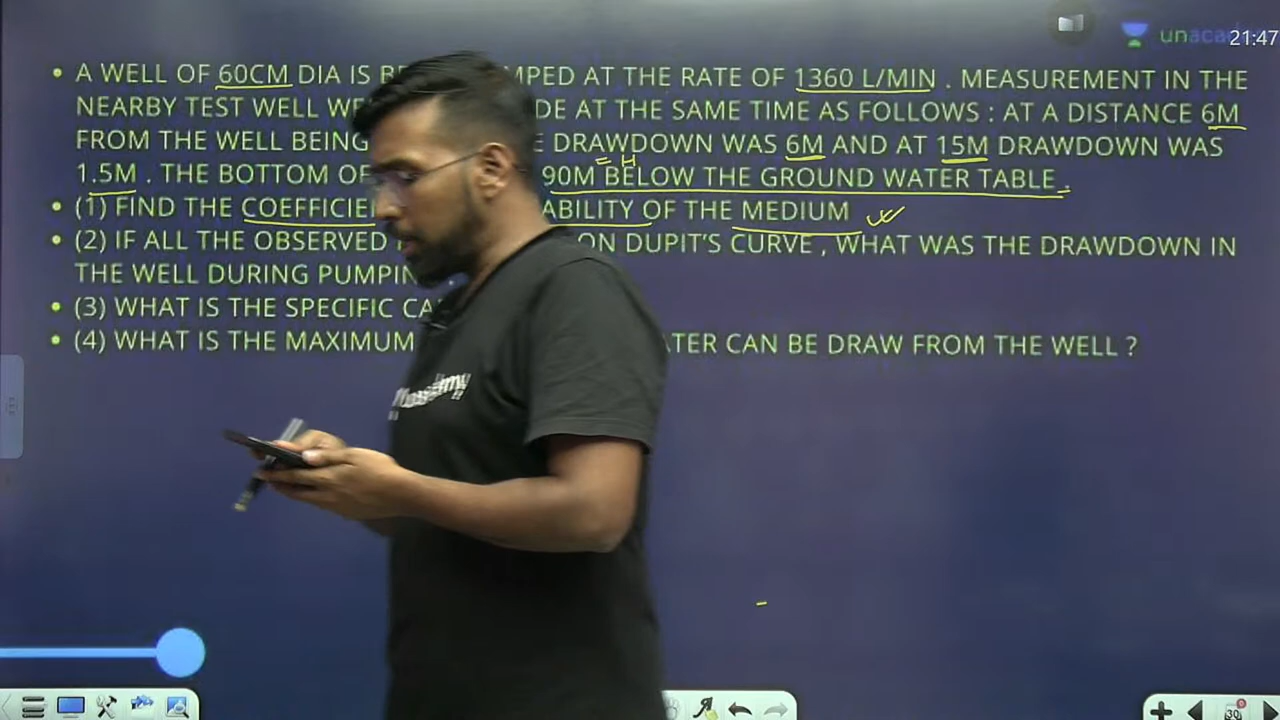 unaca
21:47
• A WELL OF 60CM DIA IS BE MPED AT THE RATE OF 1360 L/MIN . MEASUREMENT IN THE
NEARBY TEST WELL WE DE AT THE SAME TIME AS FOLLOWS : AT A DISTANCE 6M
FROM THE WELL BEING E DRAWDOWN WAS 6M AND AT 15M DRAWDOWN WAS
= H
1.5M . THE BOTTOM OF 90M BELOW THE GROUND WATER TABLE
• (1) FIND THE COEFFICIE ABILITY OF THE MEDIUM
• (2) IF ALL THE OBSERVED ON DUPIT'S CURVE , WHAT WAS THE DRAWDOWN IN
THE WELL DURING PUMPIN
• (3) WHAT IS THE SPECIFIC CA
• (4) WHAT IS THE MAXIMUM TER CAN BE DRAW FROM THE WELL ?
30